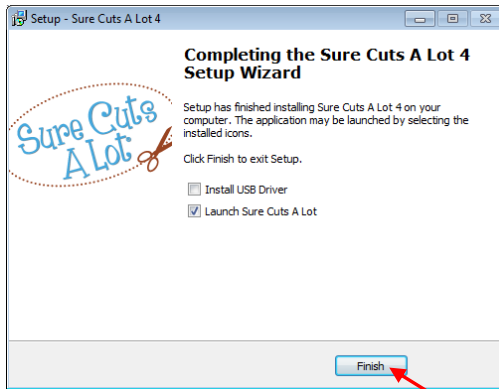 Setup - Sure Cuts A Lot 4
Completing the Sure Cuts A Lot 4
Setup Wizard
Setup has finished installing Sure Cuts A Lot 4 on your
computer. The application may be launched by selecting the
installed icons.
Click Finish to exit Setup.
Sure Cuts
A Lot
Install USB Driver
Launch Sure Cuts A Lot
Finish